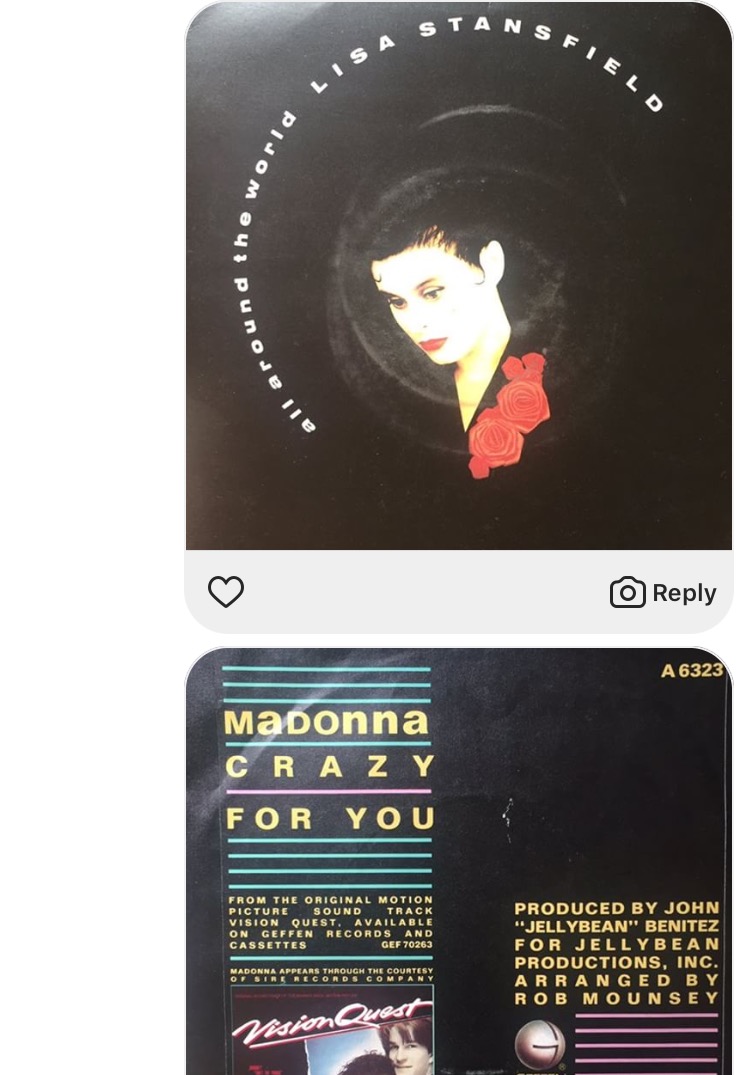 all around the world LISA STANSFIELD
Reply
A 6323
MaDonna
CRAZY
FOR YOU
FROM THE ORIGINAL MOTION
PICTURE SOUND TRACK
VISION QUEST, AVAILABLE
ON GEFFEN RECORDS AND
CASSETTES GEF 70263
MADONNA APPEARS THROUGH THE COURTESY
OF SIRE RECORDS COMPANY
Vision Quest
PRODUCED BY JOHN
"JELLYBEAN" BENITEZ
FOR JELLYBEAN
PRODUCTIONS, INC.
ARRANGED BY
ROB MOUNSEY